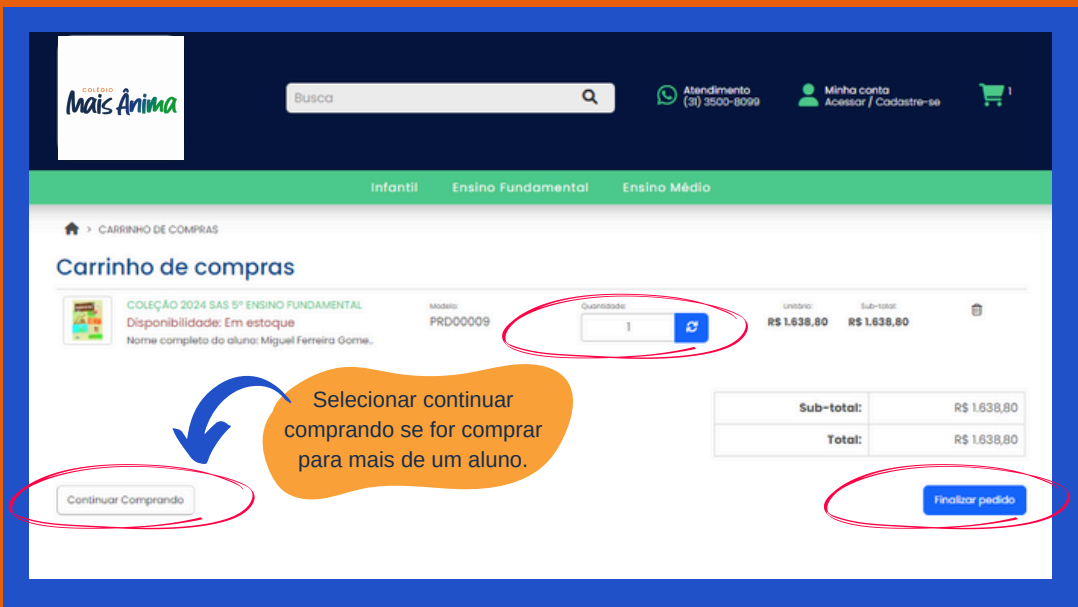 COLÉGIO
Mais Ânima
Busca
Atendimento
(31) 3500-8099
Minha conta
Acessar / Cadastre-se
1
Infantil Ensino Fundamental Ensino Médio
> CARRINHO DE COMPRAS
Carrinho de compras
COLEÇÃO 2024 SAS 5º ENSINO FUNDAMENTAL
Disponibilidade: Em estoque
Nome completo do aluno: Miguel Ferreira Gome..
Modelo:
PRD00009
Quantidade:
1
Unitário:
R$ 1.638,80
Sub-total:
R$ 1.638,80
Selecionar continuar
comprando se for comprar
para mais de um aluno.
Sub-total: R$ 1.638,80
Total: R$ 1.638,80
Continuar Comprando
Finalizar pedido